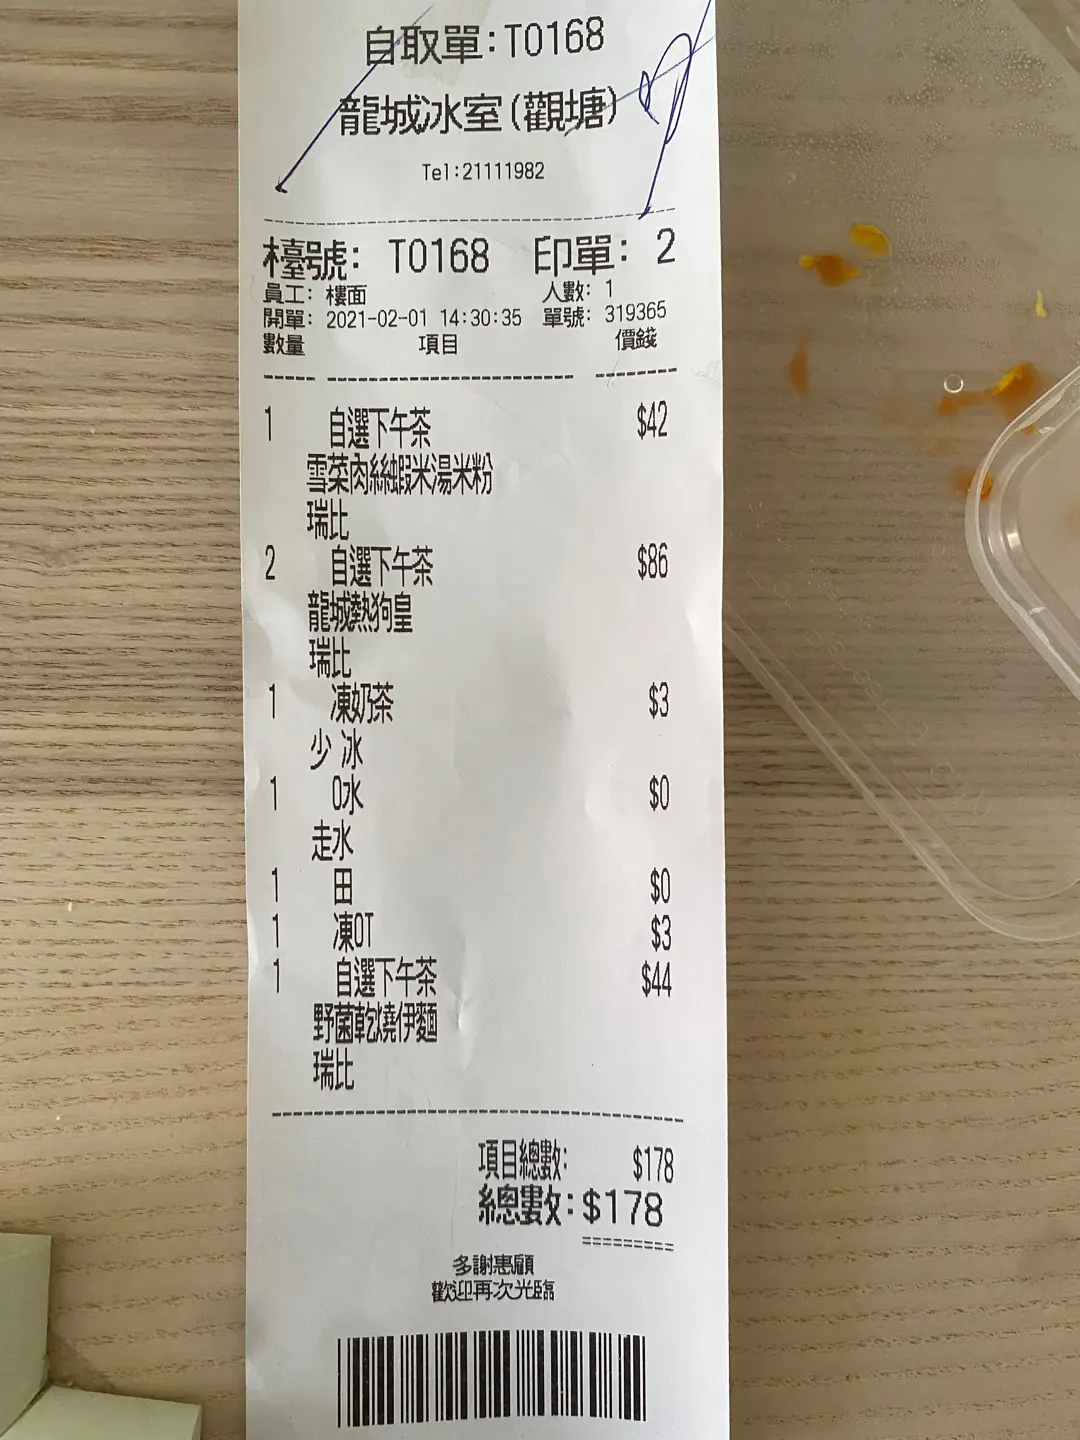 自取單:T0168
龍城冰室(觀塘)
Tel:21111982
檯號: T0168 印單: 2
員工: 樓面 人數: 1
開單: 2021-02-01 14:30:35 單號: 319365
數量 項目 價錢
1 自選下午茶 $42
雪菜肉絲蝦米湯米粉
瑞比
2 自選下午茶 $86
龍城熱狗皇
瑞比
1 凍奶茶 $3
少 冰
1 0水 $0
走水
1 田 $0
1 凍OT $3
1 自選下午茶 $44
野菌乾燒伊麵
瑞比
項目總數: $178
總數: $178
多謝惠顧
歡迎再次光臨